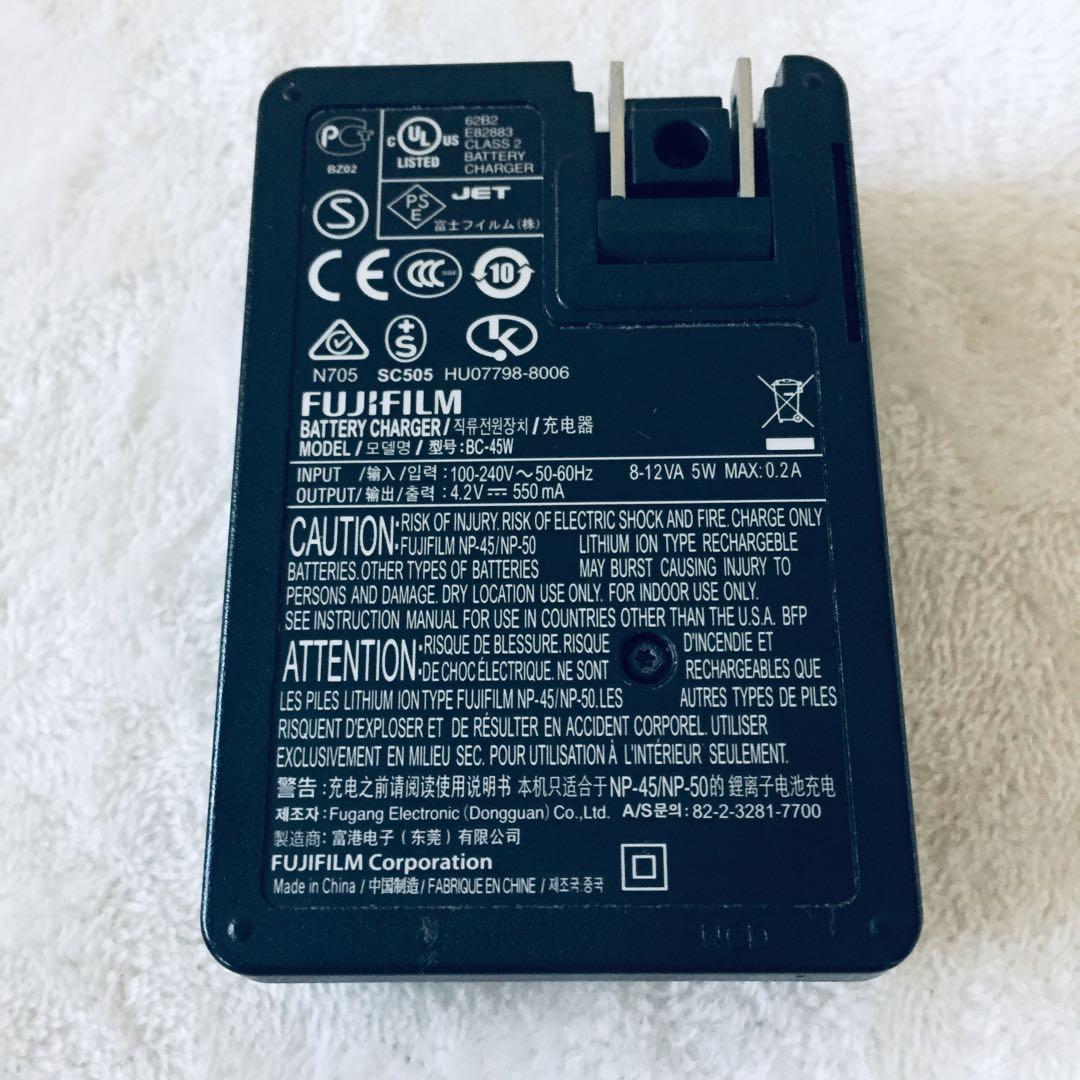 PCT
BZ02
C UL US
LISTED
62B2
E82883
CLASS 2
BATTERY
CHARGER
S
PS
E
JET
富士フイルム(株)
CE
CCC
10
N705
S
SC505
K
HU07798-8006
FUJIFILM
BATTERY CHARGER/직류전원장치/充电器
MODEL/모델명/型号:BC-45W
INPUT /输入/입력:100-240V~50-60Hz 8-12VA 5W MAX:0.2A
OUTPUT/输出/출력:4.2V⎓ 550mA
CAUTION:RISK OF INJURY. RISK OF ELECTRIC SHOCK AND FIRE. CHARGE ONLY
FUJIFILM NP-45/NP-50 LITHIUM ION TYPE RECHARGEBLE
BATTERIES. OTHER TYPES OF BATTERIES MAY BURST CAUSING INJURY TO
PERSONS AND DAMAGE. DRY LOCATION USE ONLY. FOR INDOOR USE ONLY.
SEE INSTRUCTION MANUAL FOR USE IN COUNTRIES OTHER THAN THE U.S.A. BFP
ATTENTION:RISQUE DE BLESSURE. RISQUE D'INCENDIE ET
DE CHOC ÉLECTRIQUE. NE SONT RECHARGEABLES QUE
LES PILES LITHIUM ION TYPE FUJIFILM NP-45/NP-50. LES AUTRES TYPES DE PILES
RISQUENT D'EXPLOSER ET DE RÉSULTER EN ACCIDENT CORPOREL. UTILISER
EXCLUSIVEMENT EN MILIEU SEC. POUR UTILISATION À L'INTÉRIEUR SEULEMENT.
警告:充电之前请阅读使用说明书 本机只适合于NP-45/NP-50的 锂离子电池充电
제조자:Fugang Electronic (Dongguan) Co.,Ltd. A/S문의:82-2-3281-7700
製造商:富港电子(东莞)有限公司
FUJIFILM Corporation
Made in China / 中国制造 / FABRIQUE EN CHINE / 제조국:중국